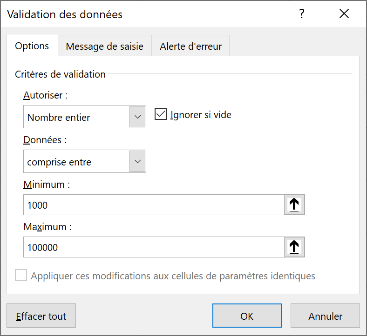 Validation des données ? ×
Options Message de saisie Alerte d'erreur
Critères de validation
Autoriser :
Nombre entier Ignorer si vide
Données :
comprise entre
Minimum :
1000
Maximum :
100000
Appliquer ces modifications aux cellules de paramètres identiques
Effacer tout OK Annuler